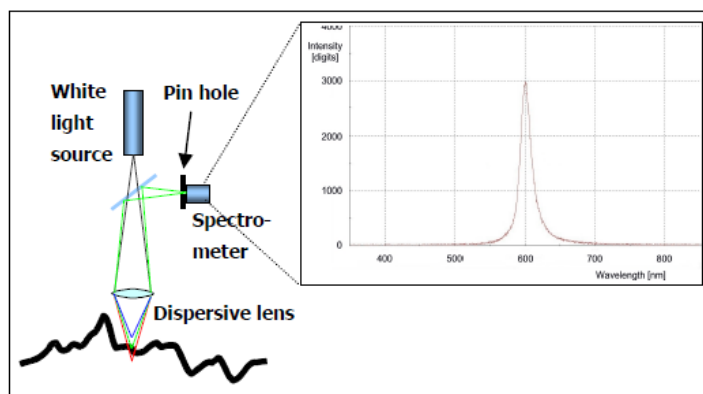 White
light
source
Pin hole
Spectro-
meter
Dispersive lens
Intensity
[digits]
4000
3000
2000
1000
0
400
500
600
700
800
Wavelength [nm]